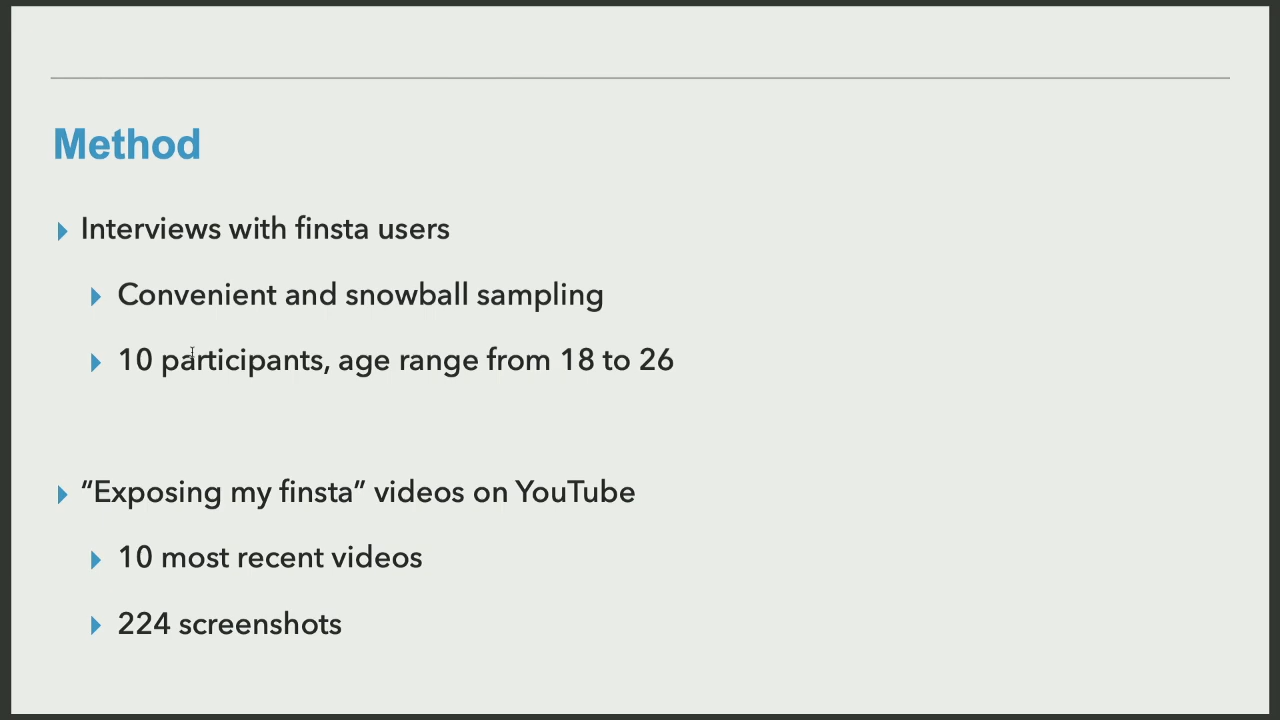 Method
Interviews with finsta users
Convenient and snowball sampling
10 participants, age range from 18 to 26
“Exposing my finsta” videos on YouTube
10 most recent videos
224 screenshots